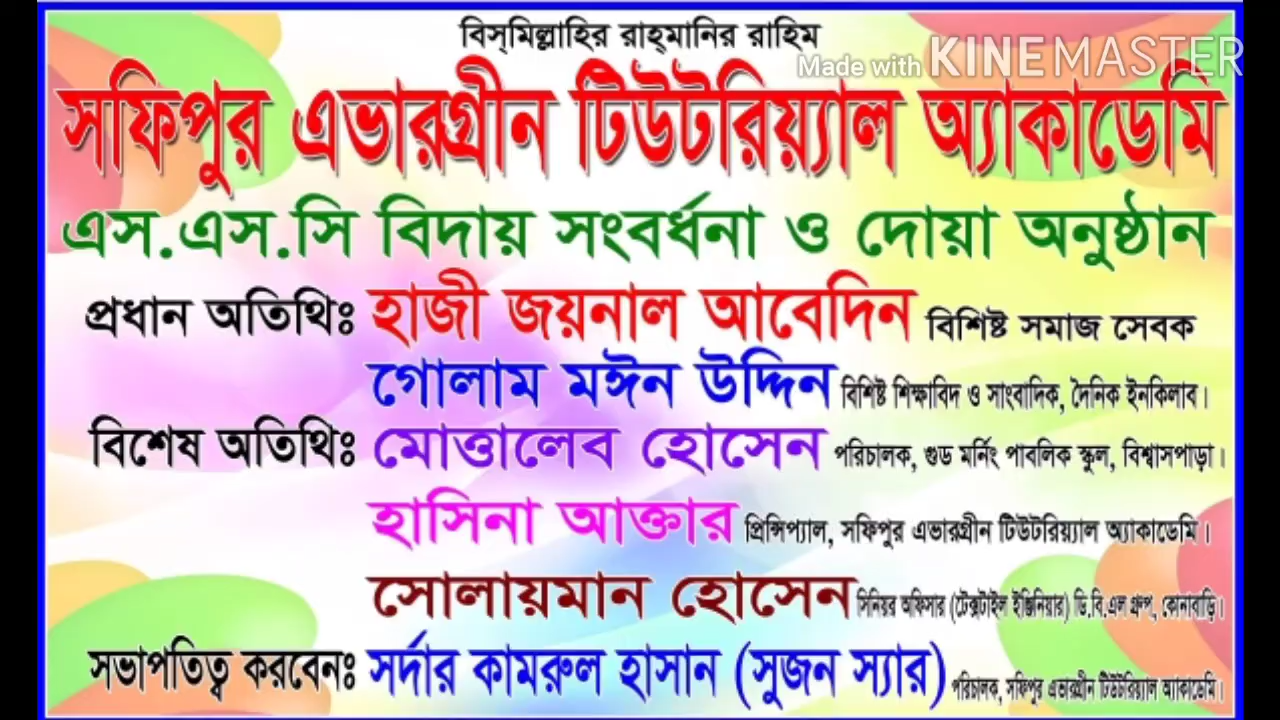 বিস্‌মিল্লাহির রাহ্‌মানির রাহিম
Made with KINEMASTER
সফিপুর এভারগ্রীন টিউটরিয়্যাল অ্যাকাডেমি
এস.এস.সি বিদায় সংবর্ধনা ও দোয়া অনুষ্ঠান
প্রধান অতিথিঃ হাজী জয়নাল আবেদিন বিশিষ্ট সমাজ সেবক
গোলাম মঈন উদ্দিন বিশিষ্ট শিক্ষাবিদ ও সাংবাদিক, দৈনিক ইনকিলাব।
বিশেষ অতিথিঃ মোত্তালেব হোসেন পরিচালক, গুড মর্নিং পাবলিক স্কুল, বিশ্বাসপাড়া।
হাসিনা আক্তার প্রিন্সিপ্যাল, সফিপুর এভারগ্রীন টিউটরিয়্যাল অ্যাকাডেমি।
সোলায়মান হোসেন সিনিয়র অফিসার (টেক্সটাইল ইঞ্জিনিয়ার) ডি.বি.এল গ্রুপ, কোনাবাড়ি।
সভাপতিত্ব করবেনঃ সর্দার কামরুল হাসান (সুজন স্যার) পরিচালক, সফিপুর এভারগ্রীন টিউটরিয়্যাল অ্যাকাডেমি।